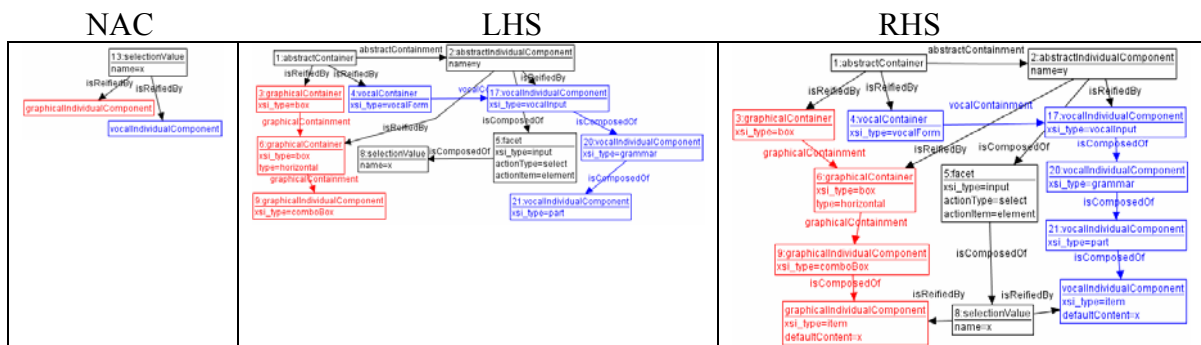 NAC
LHS
RHS
13:selectionValue
name=x
isReifiedBy
isReifiedBy
graphicalIndividualComponent
vocalIndividualComponent
abstractContainment
1:abstractContainer
2:abstractIndividualComponent
name=y
isReifiedBy
isReifiedBy
isReifiedBy
3:graphicalContainer
xsi_type=box
4:vocalContainer
xsi_type=vocalForm
vocalC
17:vocalIndividualComponent
xsi_type=vocalInput
graphicalContainment
isReifiedBy
isComposedOf
isComposedOf
6:graphicalContainer
xsi_type=box
type=horizontal
8:selectionValue
name=x
isComposedOf
5:facet
xsi_type=input
actionType=select
actionItem=element
20:vocalIndividualComponent
xsi_type=grammar
graphicalContainment
isComposedOf
9:graphicalIndividualComponent
xsi_type=comboBox
21:vocalIndividualComponent
xsi_type=part
abstractContainment
1:abstractContainer
2:abstractIndividualComponent
name=y
isReifiedBy
isReifiedBy
isReifiedBy
3:graphicalContainer
xsi_type=box
4:vocalContainer
xsi_type=vocalForm
vocalContainment
17:vocalIndividualComponent
xsi_type=vocalInput
graphicalContainment
isReifiedBy
isComposedOf
isComposedOf
6:graphicalContainer
xsi_type=box
type=horizontal
5:facet
xsi_type=input
actionType=select
actionItem=element
20:vocalIndividualComponent
xsi_type=grammar
isComposedOf
graphicalContainment
21:vocalIndividualComponent
xsi_type=part
9:graphicalIndividualComponent
xsi_type=comboBox
isComposedOf
isComposedOf
isComposedOf
vocalIndividualComponent
xsi_type=item
defaultContent=x
isReifiedBy
isReifiedBy
graphicalIndividualComponent
xsi_type=item
defaultContent=x
8:selectionValue
name=x